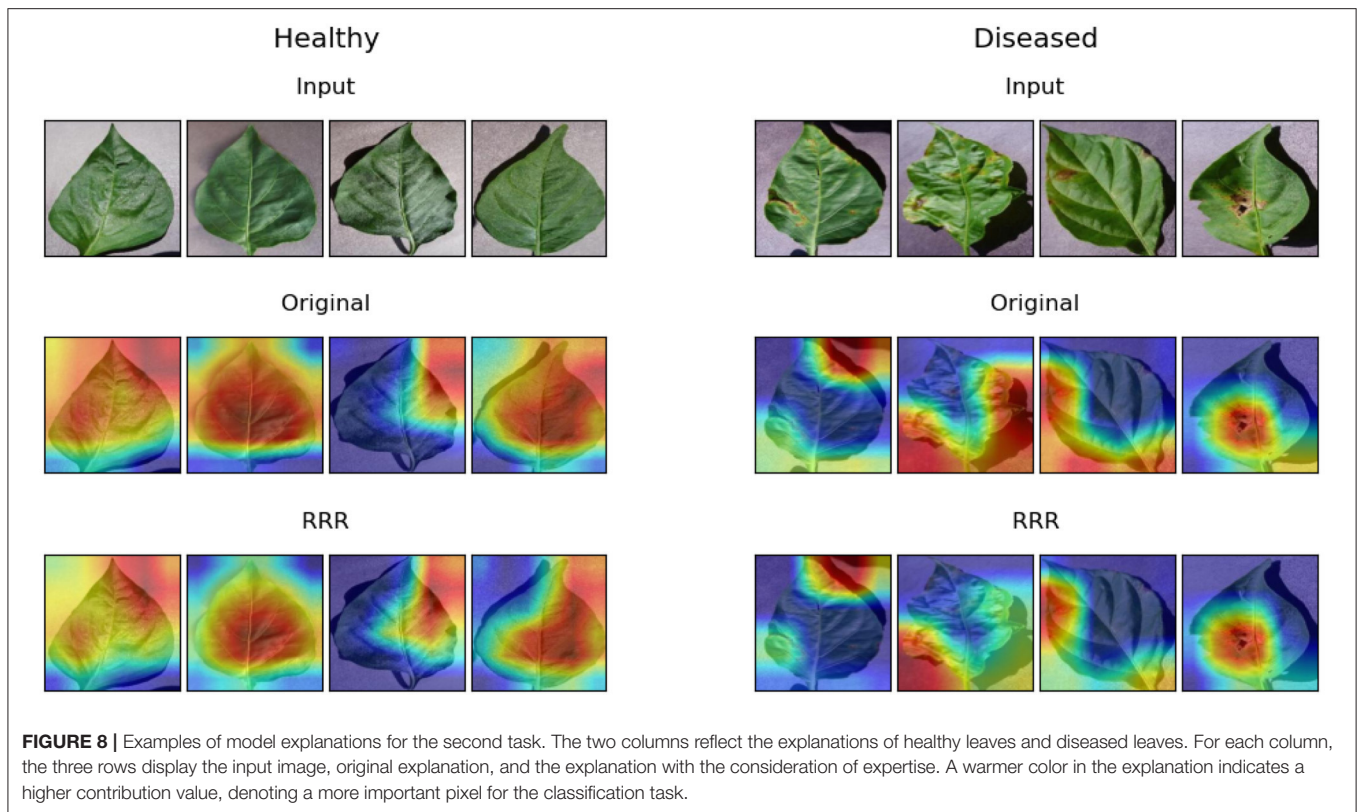 Healthy
Diseased
Input
Input
Original
Original
RRR
RRR
FIGURE 8 | Examples of model explanations for the second task. The two columns reflect the explanations of healthy leaves and diseased leaves. For each column,
the three rows display the input image, original explanation, and the explanation with the consideration of expertise. A warmer color in the explanation indicates a
higher contribution value, denoting a more important pixel for the classification task.